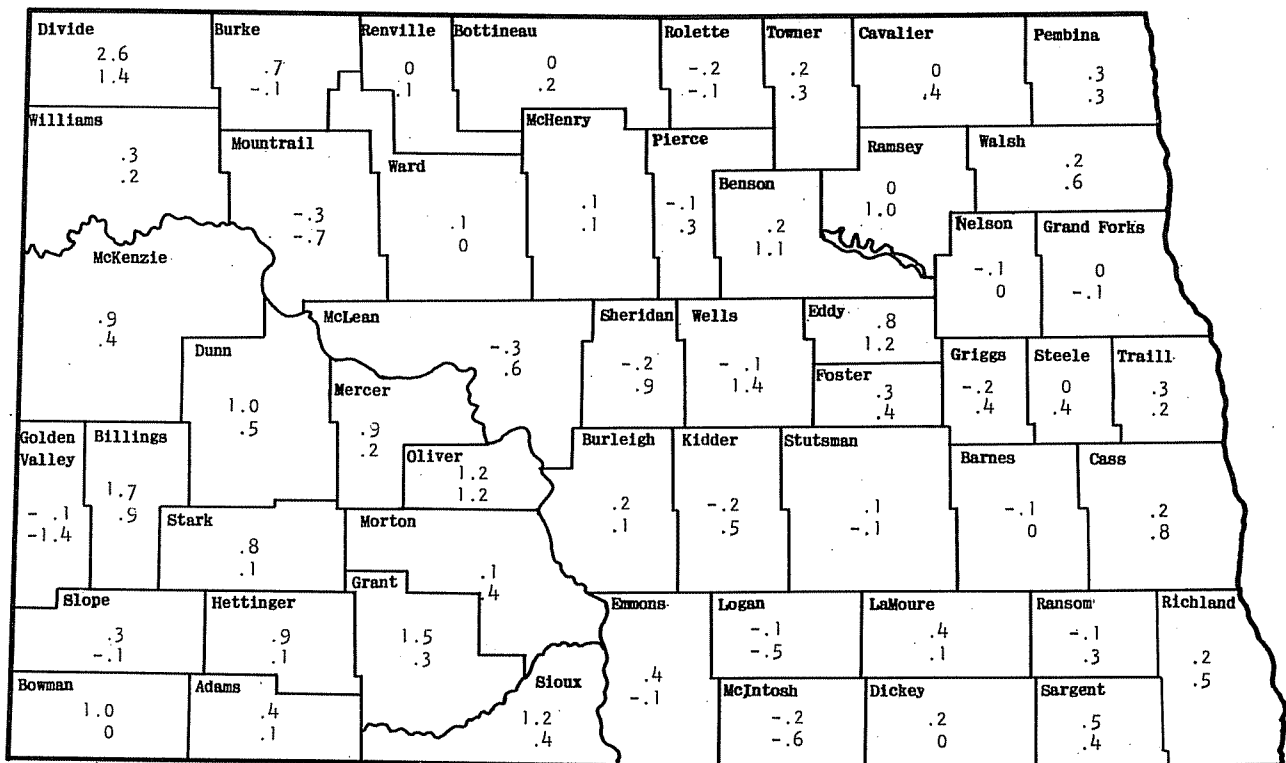 Divide
2.6
1.4
Burke
.7
-.1
Renville
0
.1
Bottineau
0
.2
Rolette
-.2
-.1
Towner
.2
.3
Cavalier
0
.4
Pembina
.3
.3
Williams
.3
.2
Mountrail
-.3
-.7
Ward
.1
0
McHenry
.1
.1
Pierce
-.1
.3
Benson
.2
1.1
Ramsey
0
1.0
Walsh
.2
.6
Nelson
-.1
0
Grand Forks
0
-.1
McKenzie
.9
.4
Dunn
1.0
.5
McLean
-.3
.6
Mercer
.9
.2
Oliver
1.2
1.2
Sheridan
-.2
.9
Wells
- .1
1.4
Eddy
.8
1.2
Foster
.3
.4
Griggs
-.2
.4
Steele
0
.4
Traill
.3
.2
Golden
Valley
- .1
-1.4
Billings
1.7
.9
Stark
.8
.1
Morton
.1
.4
Burleigh
.2
.1
Kidder
-.2
.5
Stutsman
.1
-.1
Barnes
-.1
0
Cass
.2
.8
Slope
.3
-.1
Hettinger
.9
.1
Grant
1.5
.3
Emmons
.4
-.1
Logan
-.1
-.5
LaMoure
.4
.1
Ransom
-.1
.3
Richland
.2
.5
Bowman
1.0
0
Adams
.4
.1
Sioux
1.2
.4
McIntosh
-.2
-.6
Dickey
.2
0
Sargent
.5
.4